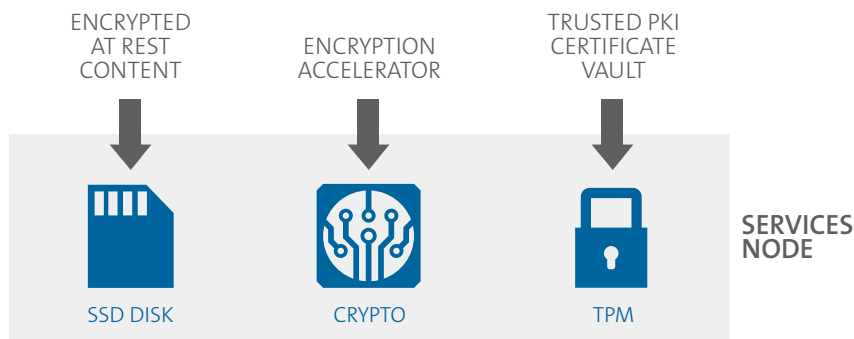 ENCRYPTED
AT REST
CONTENT
ENCRYPTION
ACCELERATOR
TRUSTED PKI
CERTIFICATE
VAULT
SSD DISK
CRYPTO
TPM
SERVICES
NODE